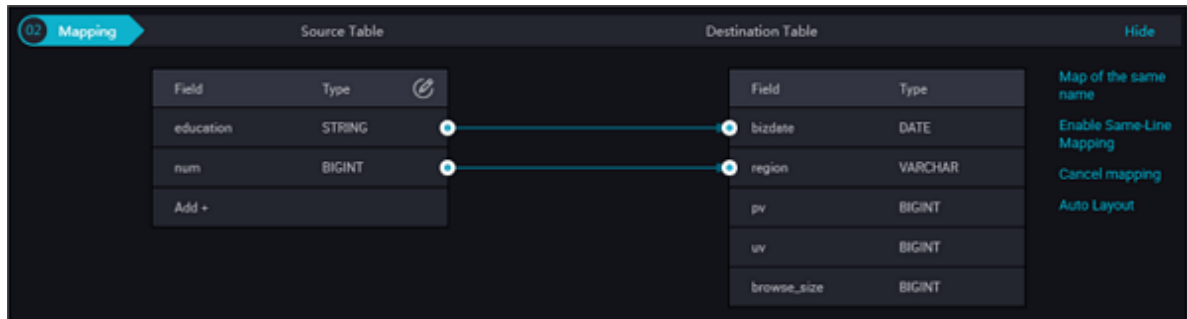 02 Mapping Source Table Destination Table Hide
Field Type Field Type
education STRING bizdate DATE
num BIGINT region VARCHAR
Add + pv BIGINT
uv BIGINT
browse_size BIGINT
Map of the same
name
Enable Same-Line
Mapping
Cancel mapping
Auto Layout